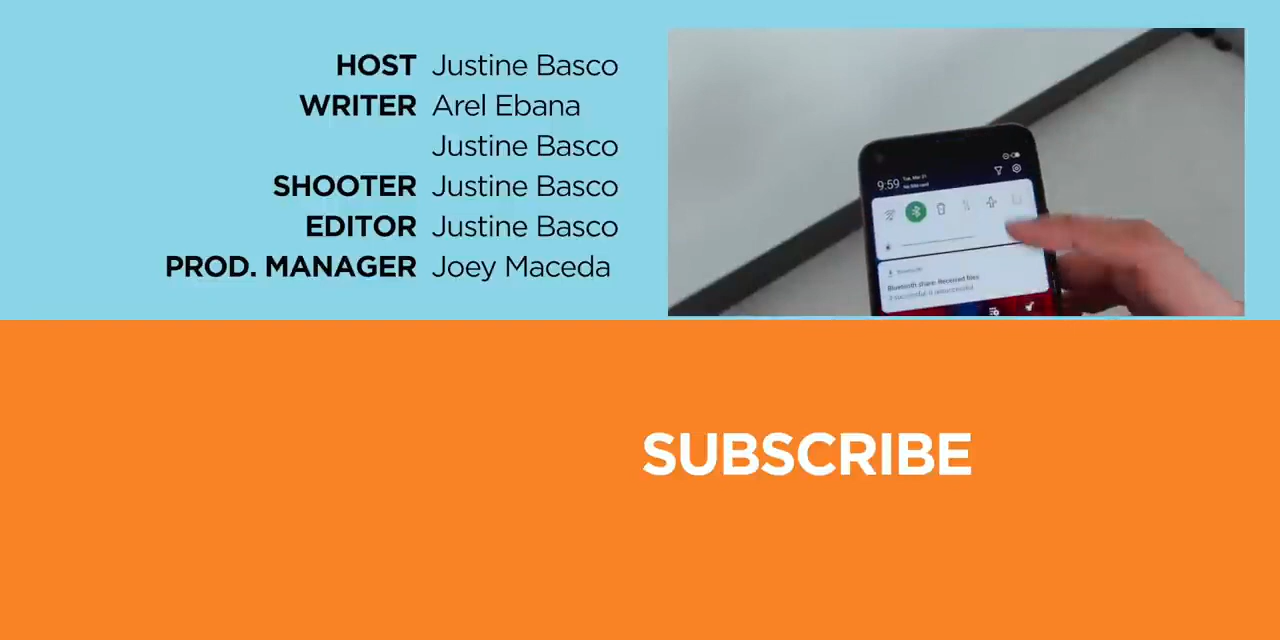 HOST Justine Basco
WRITER Arel Ebana
Justine Basco
SHOOTER Justine Basco
EDITOR Justine Basco
PROD. MANAGER Joey Maceda
9:59
Bluetooth share: Received files
SUBSCRIBE